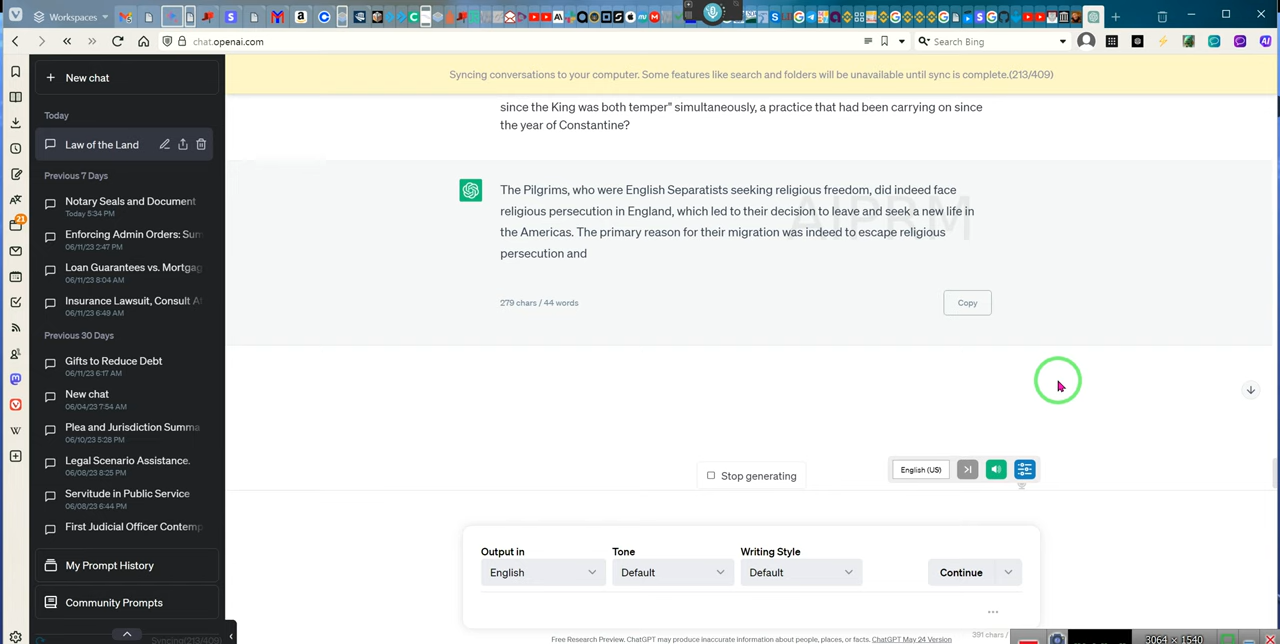 Workspaces
chat.openai.com
Search Bing
New chat
Syncing conversations to your computer. Some features like search and folders will be unavailable until sync is complete.(213/409)
Today
Law of the Land
Previous 7 Days
Notary Seals and Document
Today 5:34 PM
Enforcing Admin Orders: Sum
06/11/23 2:47 PM
Loan Guarantees vs. Mortgag
06/11/23 8:04 AM
Insurance Lawsuit, Consult A
06/11/23 6:49 AM
Previous 30 Days
Gifts to Reduce Debt
06/11/23 6:17 AM
New chat
06/04/23 7:54 AM
Plea and Jurisdiction Summa
06/10/23 5:28 PM
Legal Scenario Assistance.
06/08/23 8:25 PM
Servitude in Public Service
06/08/23 6:44 PM
First Judicial Officer Contemp
My Prompt History
Community Prompts
Syncing(213/409)
21
since the King was both temper" simultaneously, a practice that had been carrying on since
the year of Constantine?
The Pilgrims, who were English Separatists seeking religious freedom, did indeed face
religious persecution in England, which led to their decision to leave and seek a new life in
the Americas. The primary reason for their migration was indeed to escape religious
persecution and
AIPRM
279 chars / 44 words
Copy
Stop generating
English (US)
Output in
Tone
Writing Style
English
Default
Default
Continue
391 chars /
Free Research Preview. ChatGPT may produce inaccurate information about people, places, or facts. ChatGPT May 24 Version
3064 × 1540